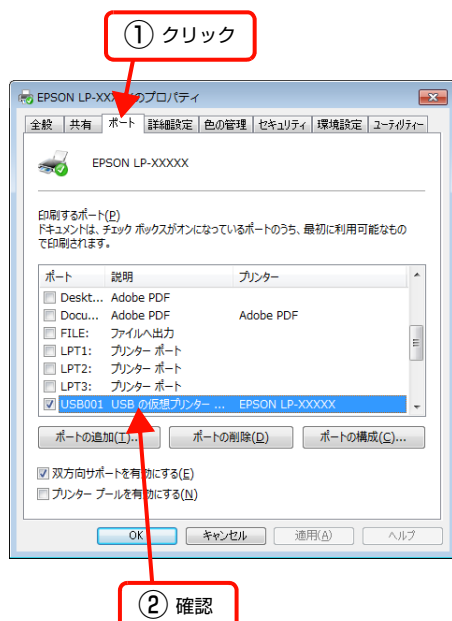 ① クリック
EPSON LP-XX のプロパティ
全般 共有 ポート 詳細設定 色の管理 セキュリティ 環境設定 ユーティリティー
EPSON LP-XXXXX
印刷するポート(P)
ドキュメントは、チェック ボックスがオンになっているポートのうち、最初に利用可能なもの
で印刷されます。
ポート 説明 プリンター
Deskt... Adobe PDF
Docu... Adobe PDF Adobe PDF
FILE: ファイルへ出力
LPT1: プリンター ポート
LPT2: プリンター ポート
LPT3: プリンター ポート
USB001 USB の仮想プリンター ... EPSON LP-XXXXX
ポートの追加(T)... ポートの削除(D) ポートの構成(C)...
双方向サポートを有効にする(E)
プリンター プールを有効にする(N)
OK キャンセル 適用(A) ヘルプ
② 確認